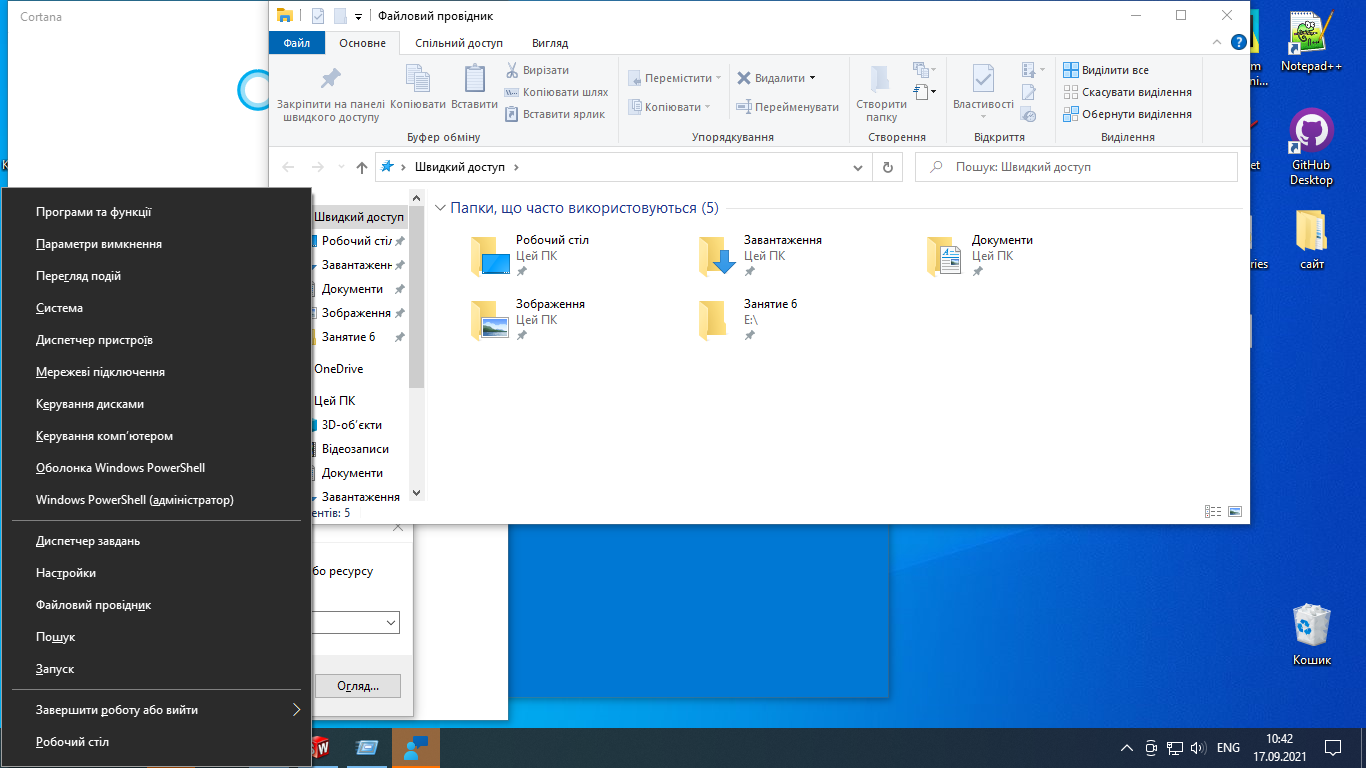 Cortana
Файловий провідник
Файл
Основне
Спільний доступ
Вигляд
Закріпити на панелі
швидкого доступу
Копіювати
Вставити
Вирізати
Копіювати шлях
Вставити ярлик
Буфер обміну
Перемістити
Копіювати
Видалити
Перейменувати
Упорядкування
Створити
папку
Створення
Властивості
Відкриття
Виділити все
Скасувати виділення
Обернути виділення
Виділення
Швидкий доступ
Пошук: Швидкий доступ
Швидкий доступ
Робочий стіл
Завантажен
Документи
Зображення
Занятие 6
OneDrive
Цей ПК
3D-об’єкти
Відеозаписи
Документи
Завантаження
ентів: 5
Папки, що часто використовуються (5)
Робочий стіл
Цей ПК
Завантаження
Цей ПК
Документи
Цей ПК
Зображення
Цей ПК
Занятие 6
E:\
Програми та функції
Параметри вимкнення
Перегляд подій
Система
Диспетчер пристроїв
Мережеві підключення
Керування дисками
Керування комп’ютером
Оболонка Windows PowerShell
Windows PowerShell (адміністратор)
Диспетчер завдань
Настройки
Файловий провідник
Пошук
Запуск
Завершити роботу або вийти
Робочий стіл
бо ресурсу
Огляд...
Notepad++
GitHub
Desktop
сайт
Кошик
ries
et
m
ni...
ENG
10:42
17.09.2021